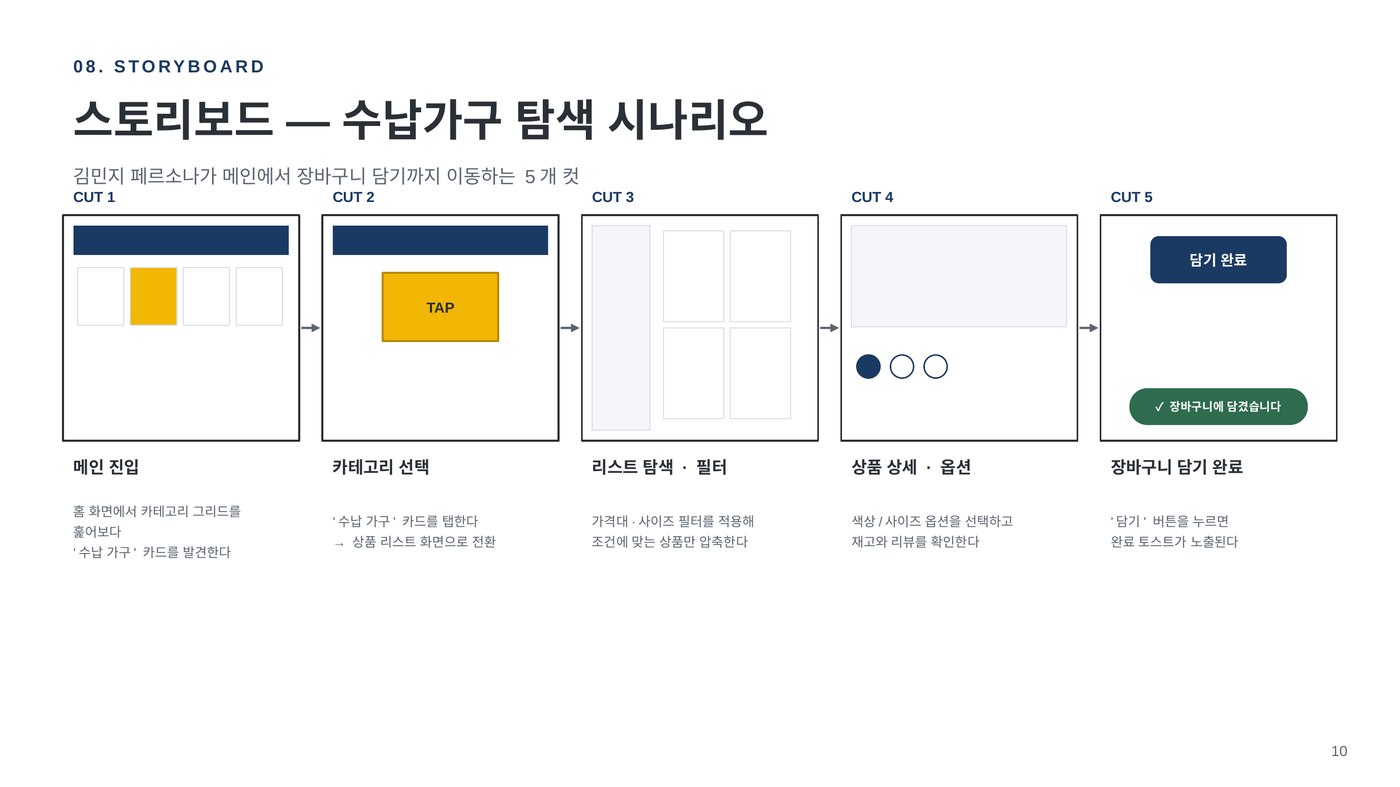 08. STORYBOARD
스토리보드 — 수납가구 탐색 시나리오
김민지 페르소나가 메인에서 장바구니 담기까지 이동하는 5 개 컷
CUT 1
메인 진입
홈 화면에서 카테고리 그리드를
훑어보다
' 수납 가구 ' 카드를 발견한다
CUT 2
TAP
카테고리 선택
' 수납 가구 ' 카드를 탭한다
→ 상품 리스트 화면으로 전환
CUT 3
리스트 탐색 · 필터
가격대 · 사이즈 필터를 적용해
조건에 맞는 상품만 압축한다
CUT 4
상품 상세 · 옵션
색상 / 사이즈 옵션을 선택하고
재고와 리뷰를 확인한다
CUT 5
담기 완료
✓ 장바구니에 담겼습니다
장바구니 담기 완료
' 담기 ' 버튼을 누르면
완료 토스트가 노출된다
10